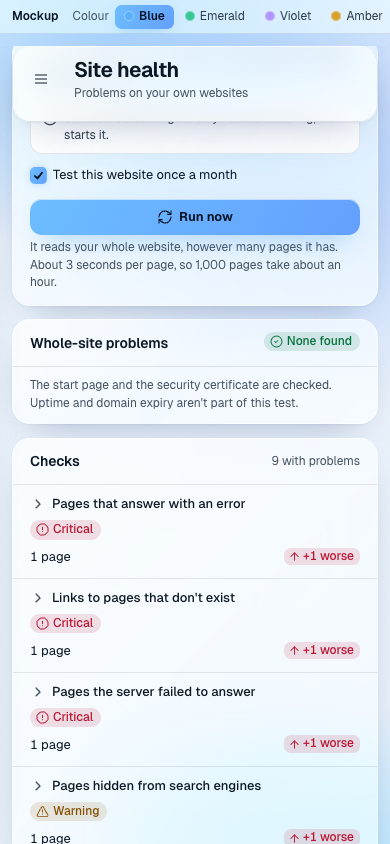 Mockup Colour Blue Emerald Violet Amber
Site health
Problems on your own websites
starts it.
Test this website once a month
Run now
It reads your whole website, however many pages it has.
About 3 seconds per page, so 1,000 pages take about an
hour.
Whole-site problems None found
The start page and the security certificate are checked.
Uptime and domain expiry aren't part of this test.
Checks 9 with problems
Pages that answer with an error
Critical
1 page +1 worse
Links to pages that don't exist
Critical
1 page +1 worse
Pages the server failed to answer
Critical
1 page +1 worse
Pages hidden from search engines
Warning
1 page +1 worse